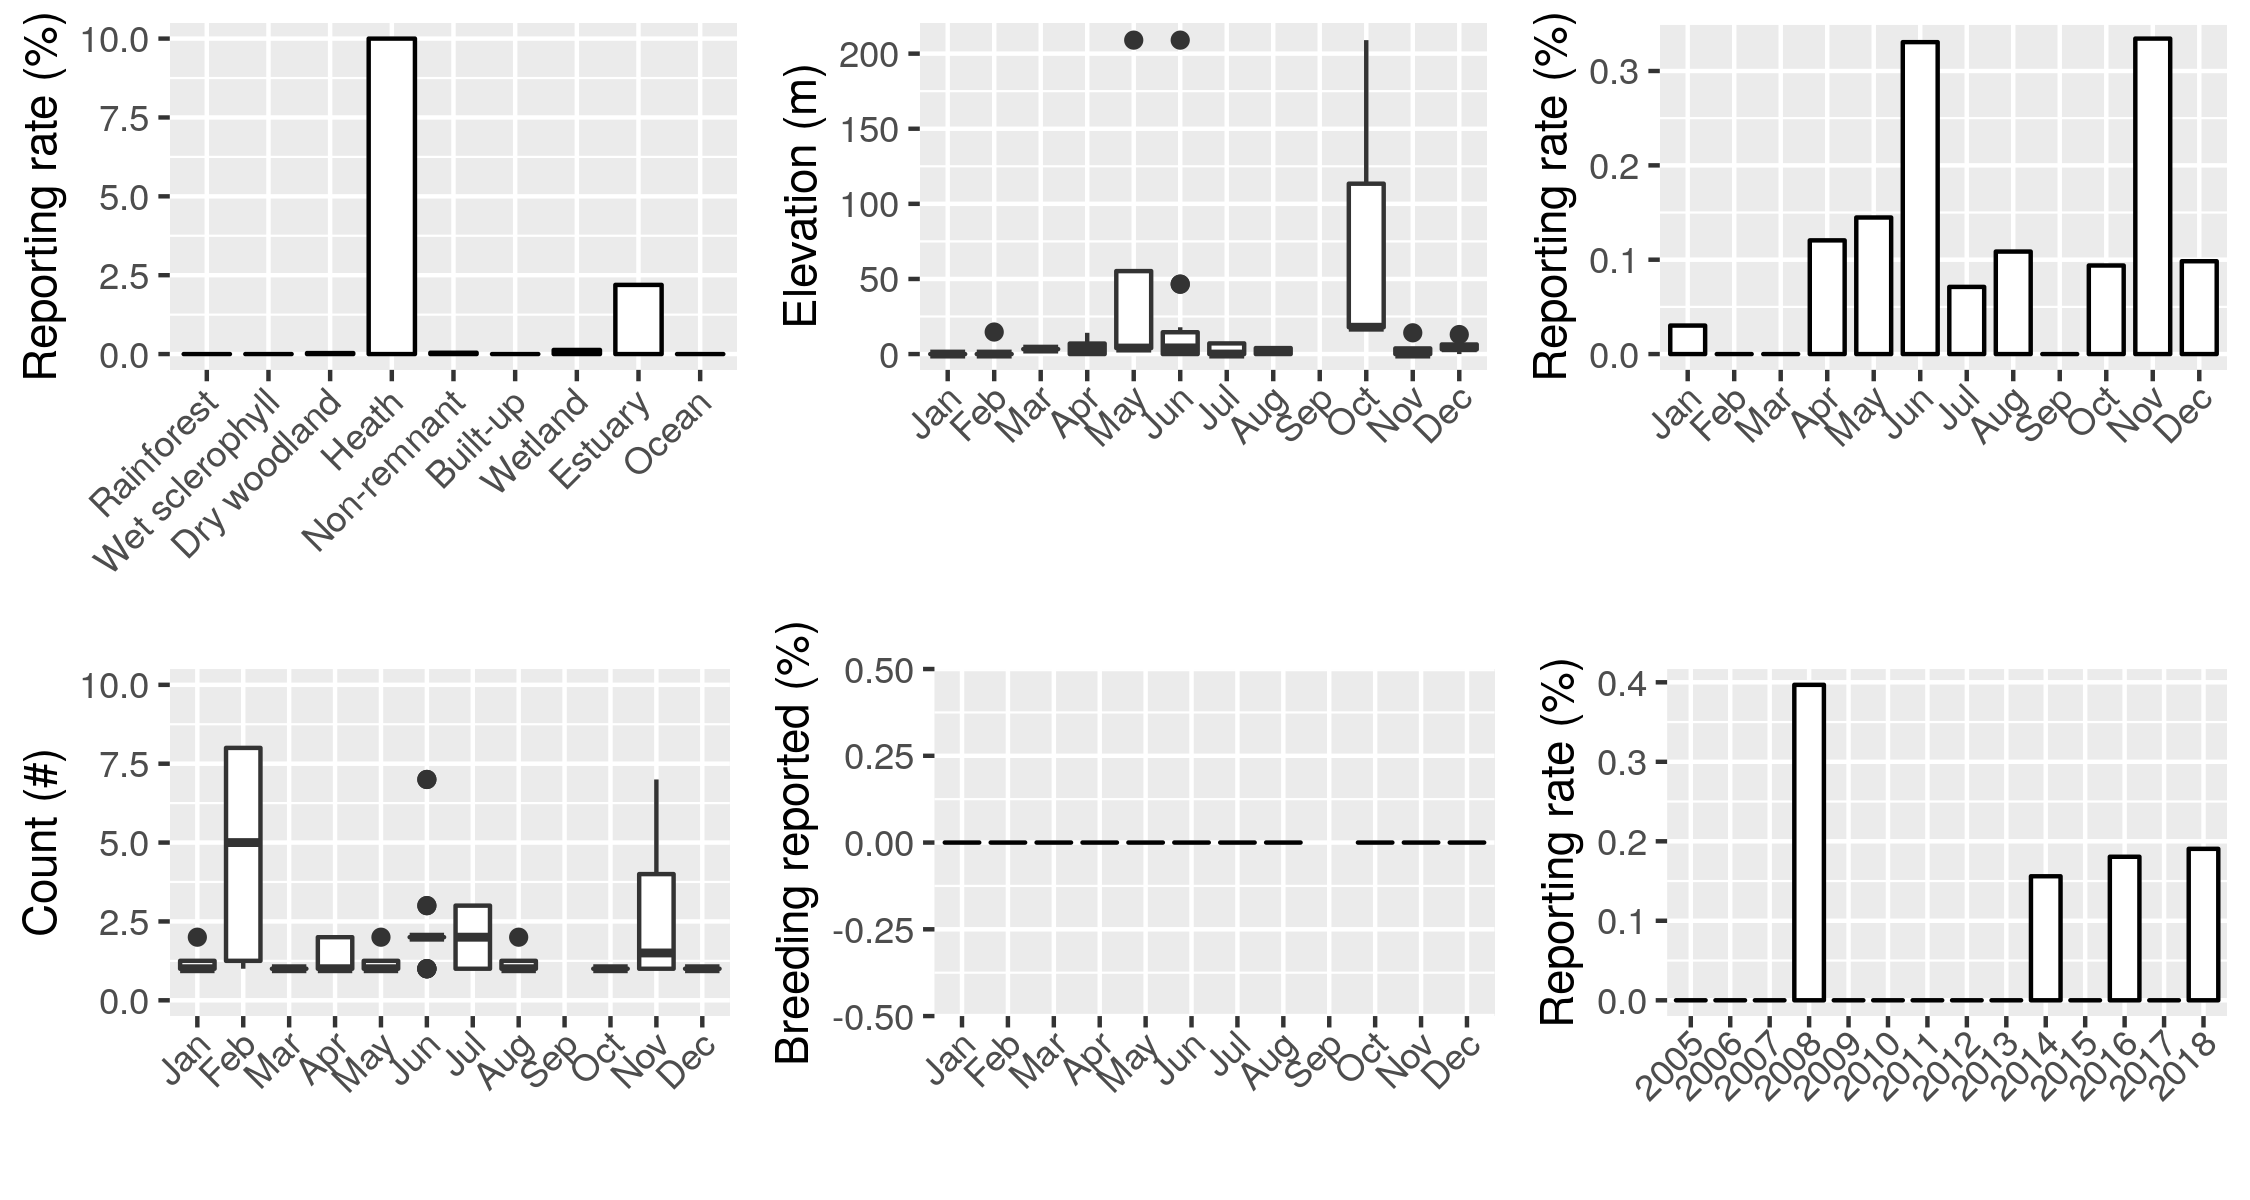 Reporting rate (%)
10.0
7.5
5.0
2.5
0.0
Rainforest
Wet sclerophyll
Dry woodland
Heath
Non-remnant
Built-up
Wetland
Estuary
Ocean
Elevation (m)
200
150
100
50
0
Jan
Feb
Mar
Apr
May
Jun
Jul
Aug
Sep
Oct
Nov
Dec
Reporting rate (%)
0.3
0.2
0.1
0.0
Jan
Feb
Mar
Apr
May
Jun
Jul
Aug
Sep
Oct
Nov
Dec
Count (#)
10.0
7.5
5.0
2.5
0.0
Jan
Feb
Mar
Apr
May
Jun
Jul
Aug
Sep
Oct
Nov
Dec
Breeding reported (%)
0.50
0.25
0.00
-0.25
-0.50
Jan
Feb
Mar
Apr
May
Jun
Jul
Aug
Sep
Oct
Nov
Dec
Reporting rate (%)
0.4
0.3
0.2
0.1
0.0
2005
2006
2007
2008
2009
2010
2011
2012
2013
2014
2015
2016
2017
2018